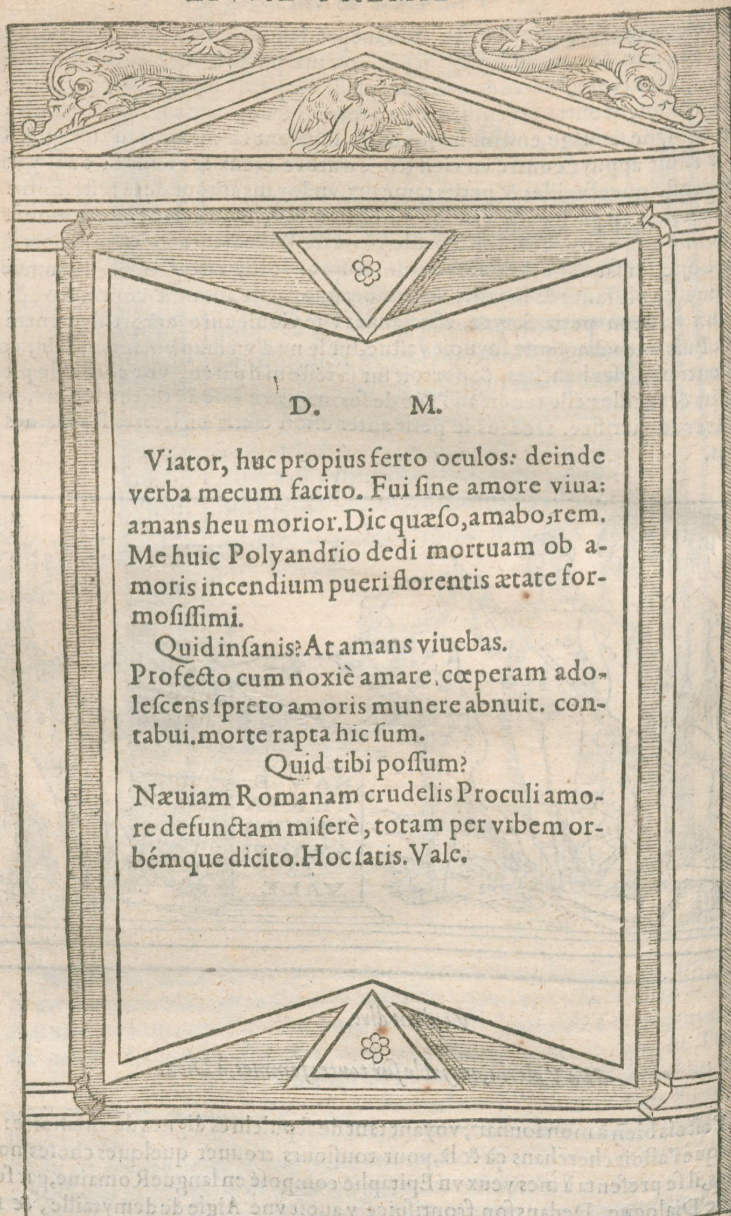 D. M.
Viator, huc propius ferto oculos: deinde
verba mecum facito. Fui ſine amore viua:
amans heu morior.Dic quæſo,amabo,rem.
Me huic Polyandrio dedi mortuam ob a-
moris incendium pueri florentis ætate for-
moſiſſimi.
Quid inſanis?At amans viuebas.
Profecto cum noxiè amare cœperam ado-
leſcens ſpreto amoris munere abnuit. con-
tabui.morte rapta hic ſum.
Quid tibi poſſum?
Næuiam Romanam crudelis Proculi amo-
re defunctam miſerè, totam per vrbem or-
bémque dicito.Hoc ſatis.Vale.